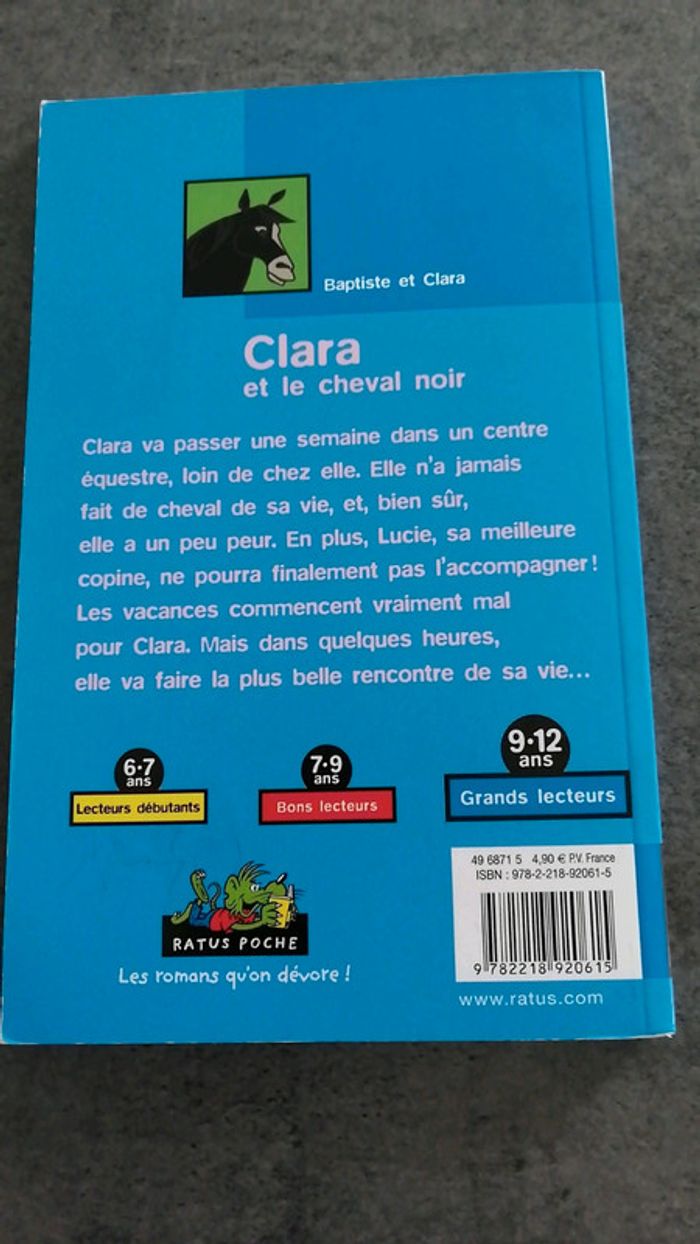 Baptiste et Clara
Clara
et le cheval noir
Clara va passer une semaine dans un centre
équestre, loin de chez elle. Elle n'a jamais
fait de cheval de sa vie, et, bien sûr,
elle a un peu peur. En plus, Lucie, sa meilleure
copine, ne pourra finalement pas l'accompagner !
Les vacances commencent vraiment mal
pour Clara. Mais dans quelques heures,
elle va faire la plus belle rencontre de sa vie...
6•7
ans
Lecteurs débutants
7•9
ans
Bons lecteurs
9•12
ans
Grands lecteurs
RATUS POCHE
Les romans qu'on dévore !
49 6871 5 4,90 € P.V. France
ISBN : 978-2-218-92061-5
9 782218 920615
www.ratus.com